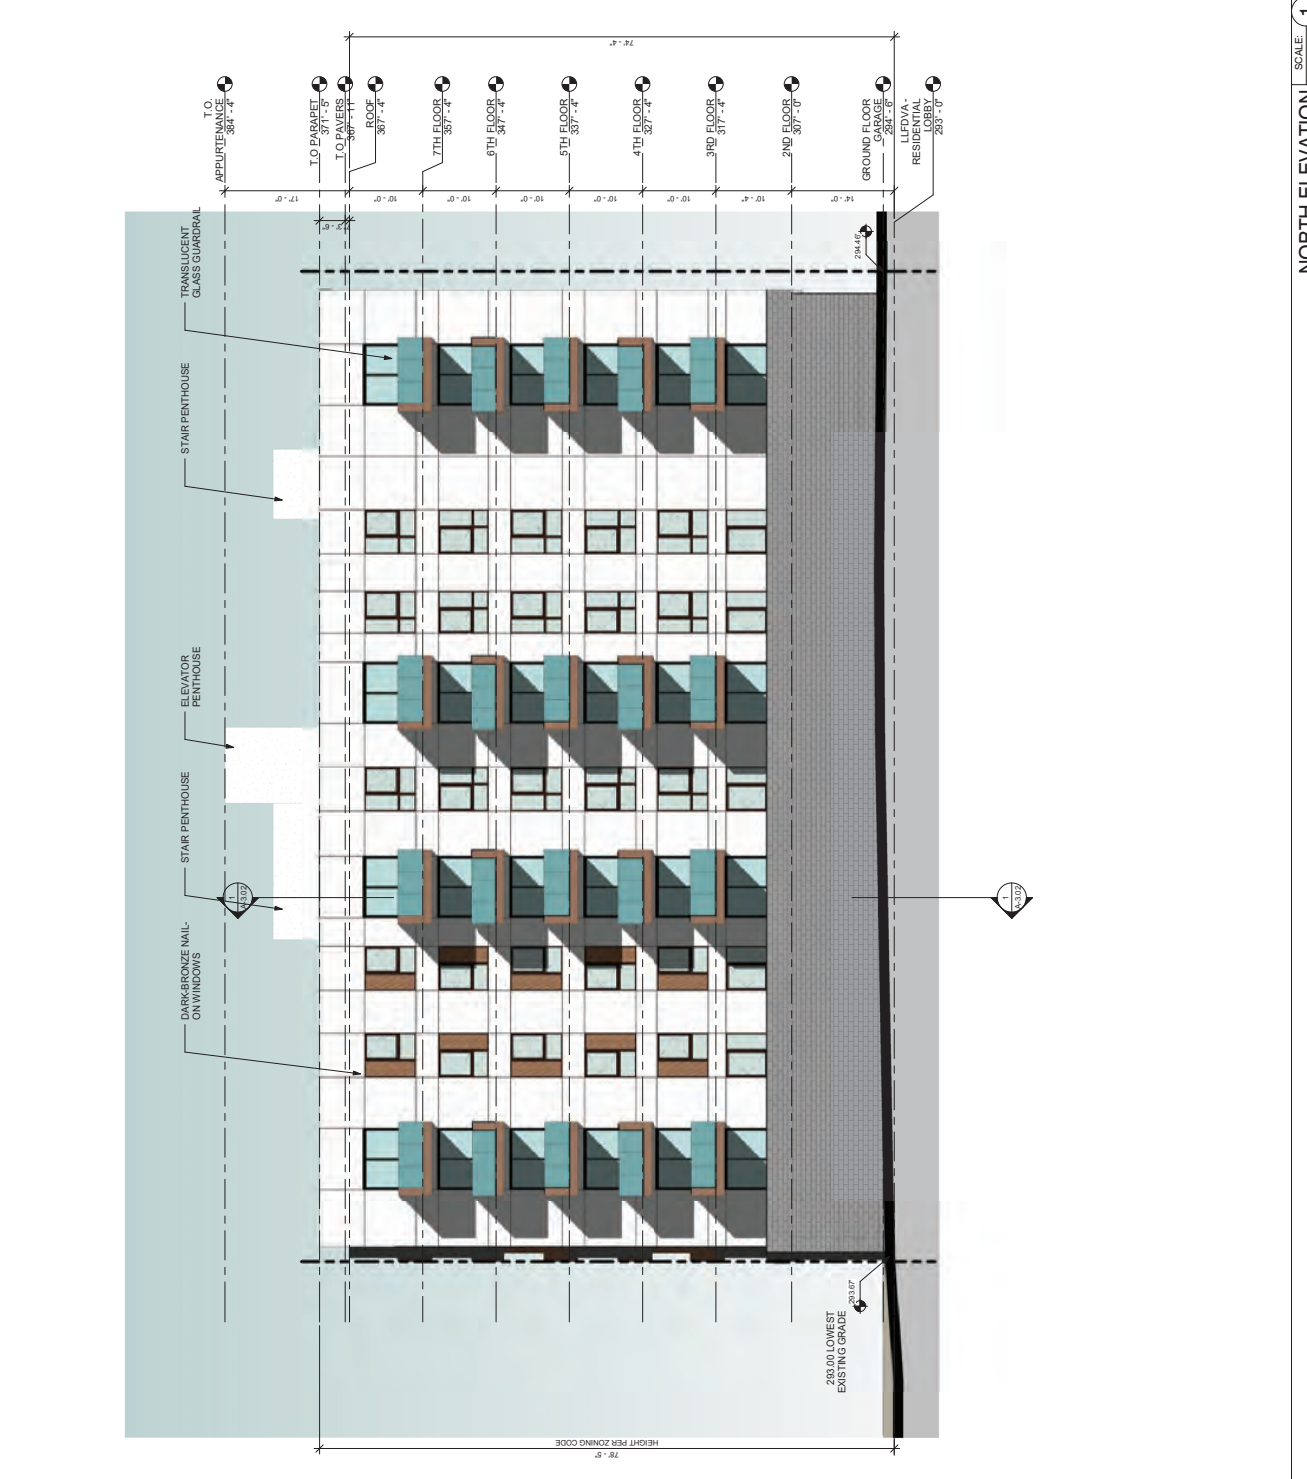 T.O.
APPURTENANCE
384' - 4"
T.O PARAPET
371' - 5"
T.O PAVERS
367' - 11"
ROOF
367' - 4"
7TH FLOOR
357' - 4"
6TH FLOOR
347' - 4"
5TH FLOOR
337' - 4"
4TH FLOOR
327' - 4"
3RD FLOOR
317' - 4"
2ND FLOOR
307' - 0"
GROUND FLOOR
GARAGE
294' - 6"
LLFDVA -
RESIDENTIAL
LOBBY
293' - 0"
74' - 4"
17' - 0"
10' - 0"
10' - 0"
10' - 0"
10' - 0"
10' - 0"
10' - 4"
14' - 0"
294.46'
TRANSLUCENT
GLASS GUARDRAIL
STAIR PENTHOUSE
ELEVATOR
PENTHOUSE
STAIR PENTHOUSE
DARK-BRONZE NAIL-
ON WINDOWS
1
A-3.02
1
A-3.02
293.67'
293.00 LOWEST
EXISTING GRADE
HEIGHT PER ZONING CODE
78' - 5"
NORTH ELEVATION
SCALE:
1